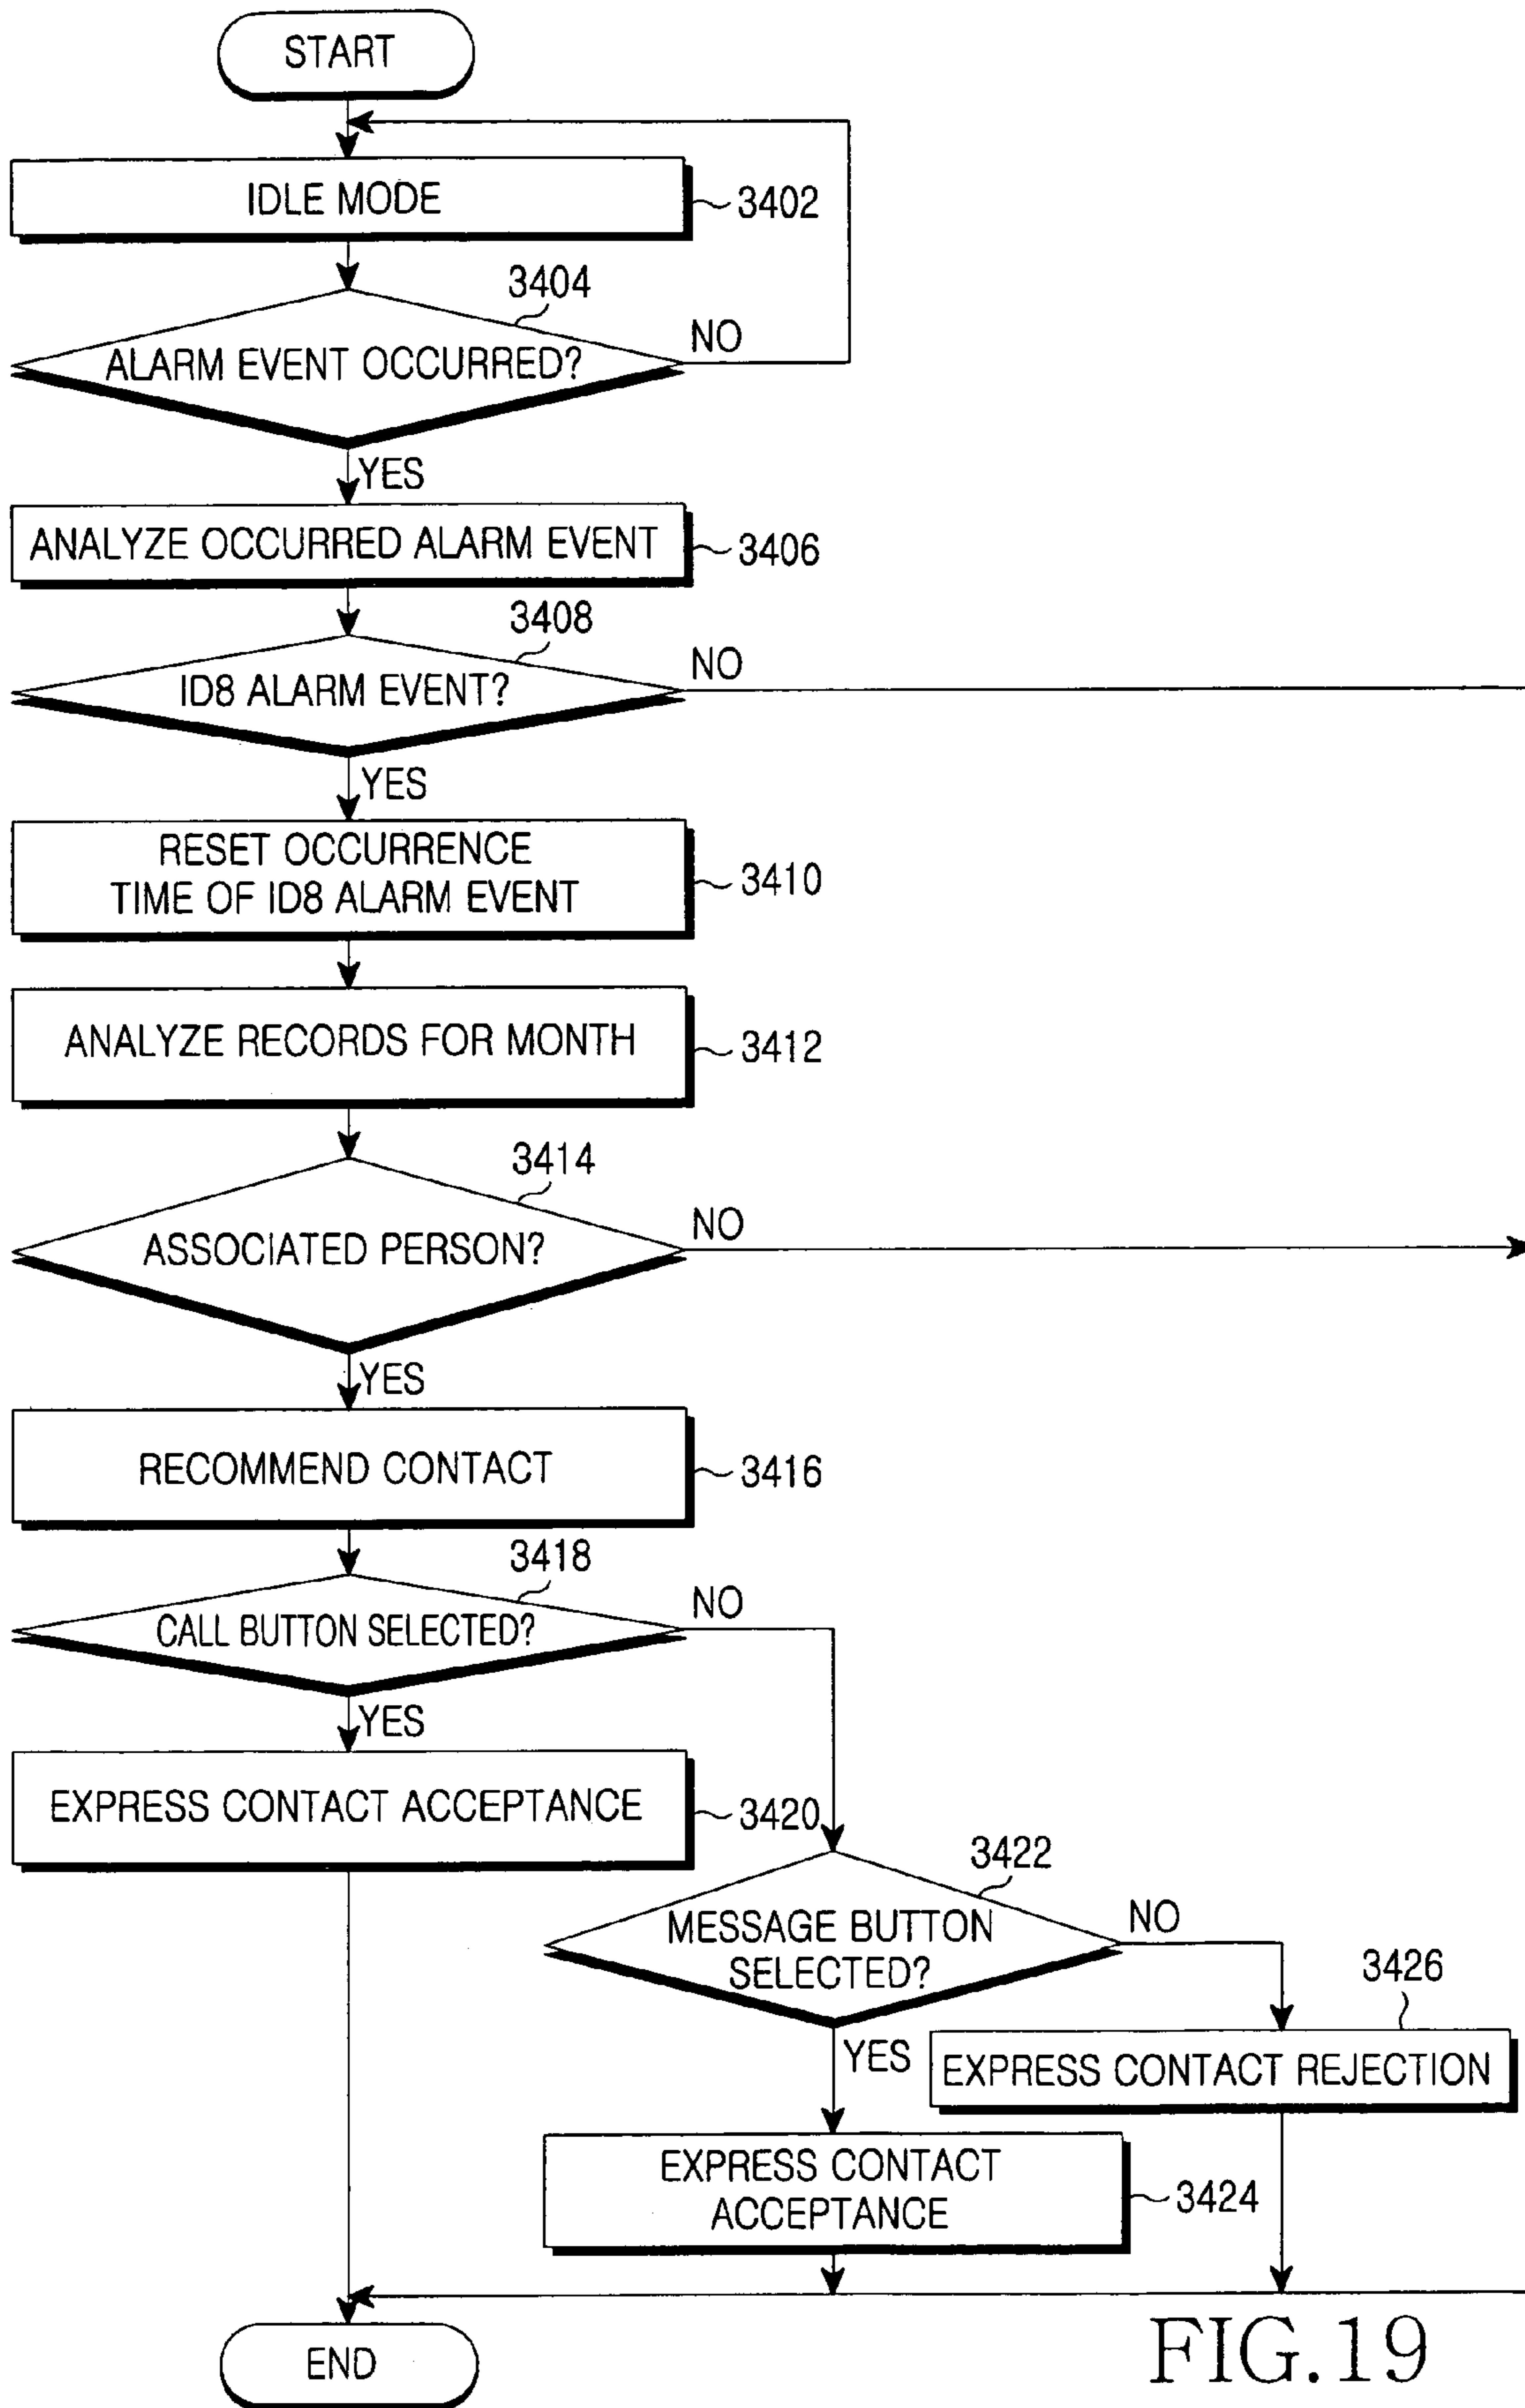 START
IDLE MODE
3402
3404
ALARM EVENT OCCURRED?
NO
YES
ANALYZE OCCURRED ALARM EVENT
3406
3408
ID8 ALARM EVENT?
NO
YES
RESET OCCURRENCE
TIME OF ID8 ALARM EVENT
3410
ANALYZE RECORDS FOR MONTH
3412
3414
ASSOCIATED PERSON?
NO
YES
RECOMMEND CONTACT
3416
3418
CALL BUTTON SELECTED?
NO
YES
EXPRESS CONTACT ACCEPTANCE
3420
3422
MESSAGE BUTTON
SELECTED?
NO
3426
YES
EXPRESS CONTACT REJECTION
EXPRESS CONTACT
ACCEPTANCE
3424
END
FIG.19